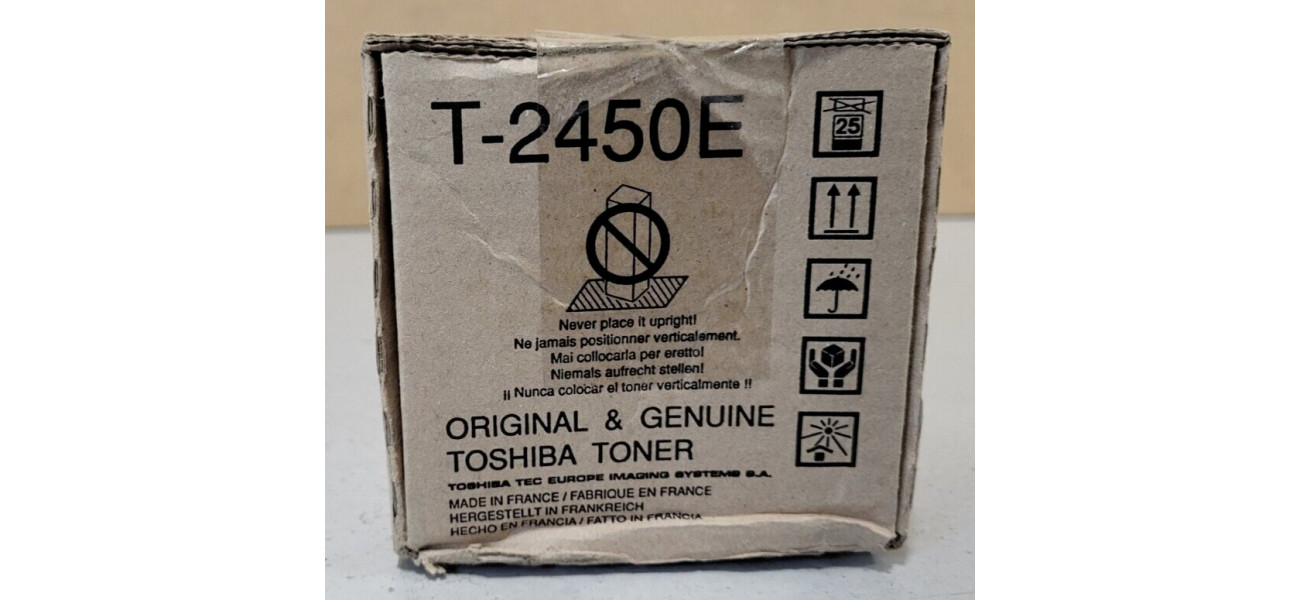 T-2450E
25
Never place it upright!
Ne jamais positionner verticalement.
Mai collocarla per eretto!
Niemals aufrecht stellen!
¡¡ Nunca colocar el toner verticalmente !!
ORIGINAL & GENUINE
TOSHIBA TONER
TOSHIBA TEC EUROPE IMAGING SYSTEMS S.A.
MADE IN FRANCE / FABRIQUE EN FRANCE
HERGESTELLT IN FRANKREICH
HECHO EN FRANCIA / FATTO IN FRANCIA